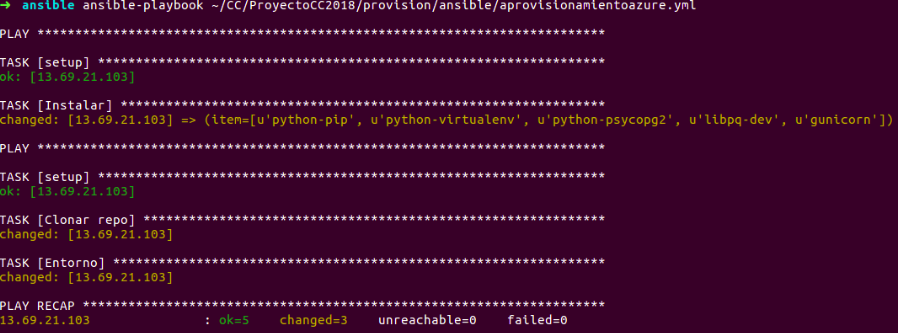 ➜ ansible ansible-playbook ~/CC/ProyectoCC2018/provision/ansible/aprovisionamientoazure.yml
PLAY ***************************************************************************
TASK [setup] *******************************************************************
ok: [13.69.21.103]
TASK [Instalar] ****************************************************************
changed: [13.69.21.103] => (item=[u'python-pip', u'python-virtualenv', u'python-psycopg2', u'libpq-dev', u'gunicorn'])
PLAY ***************************************************************************
TASK [setup] *******************************************************************
ok: [13.69.21.103]
TASK [Clonar repo] *************************************************************
changed: [13.69.21.103]
TASK [Entorno] *****************************************************************
changed: [13.69.21.103]
PLAY RECAP *********************************************************************
13.69.21.103               : ok=5    changed=3    unreachable=0    failed=0